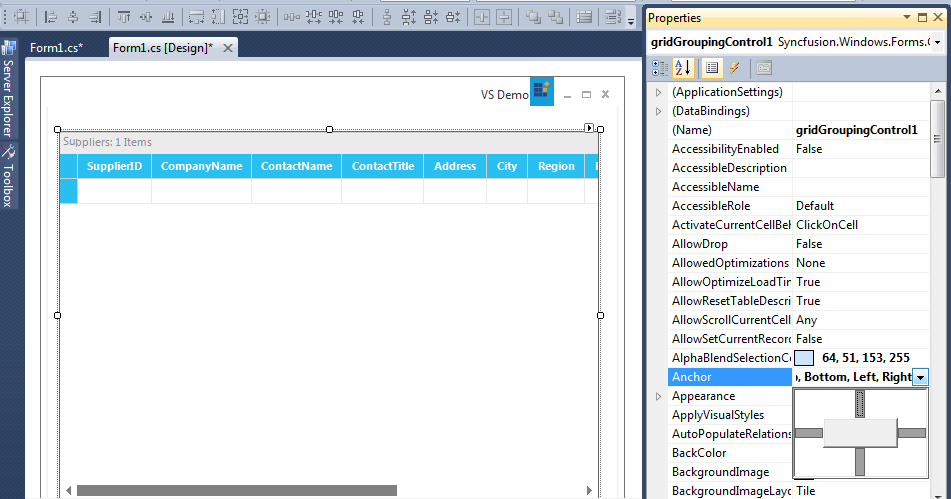 Form1.cs*
Form1.cs [Design]*
Server Explorer
Toolbox
VS Demo
Suppliers: 1 Items
SupplierID
CompanyName
ContactName
ContactTitle
Address
City
Region
Properties
gridGroupingControl1 Syncfusion.Windows.Forms.
(ApplicationSettings)
(DataBindings)
(Name) gridGroupingControl1
AccessibilityEnabled False
AccessibleDescription
AccessibleName
AccessibleRole Default
ActivateCurrentCellBeh ClickOnCell
AllowDrop False
AllowedOptimizations None
AllowOptimizeLoadTim True
AllowResetTableDescri True
AllowScrollCurrentCell Any
AllowSetCurrentRecor False
AlphaBlendSelectionCo 64, 51, 153, 255
Anchor , Bottom, Left, Right
Appearance
ApplyVisualStyles
AutoPopulateRelations
BackColor
BackgroundImage
BackgroundImageLayo Tile